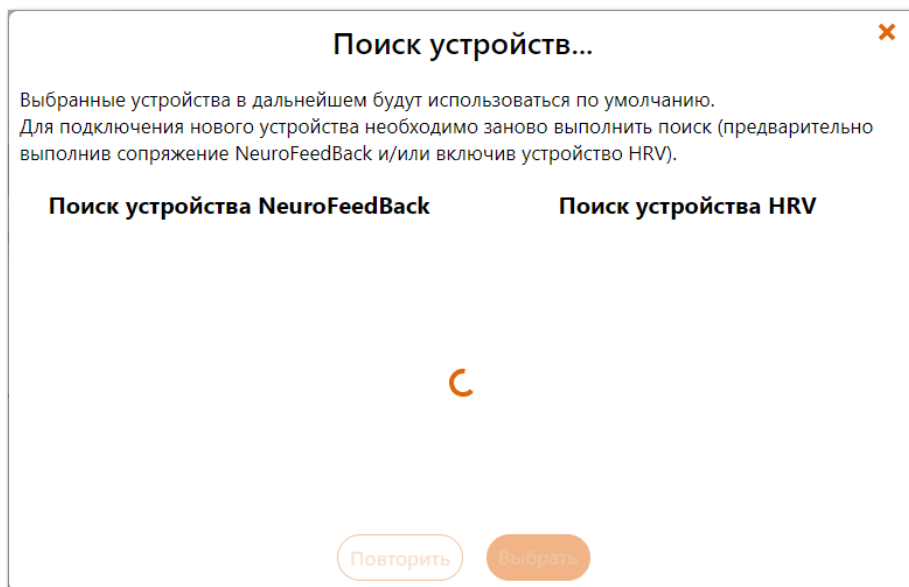 Поиск устройств...
Выбранные устройства в дальнейшем будут использоваться по умолчанию.
Для подключения нового устройства необходимо заново выполнить поиск (предварительно
выполнив сопряжение NeuroFeedBack и/или включив устройство HRV).
Поиск устройства NeuroFeedBack
Поиск устройства HRV
Повторить
Выбрать